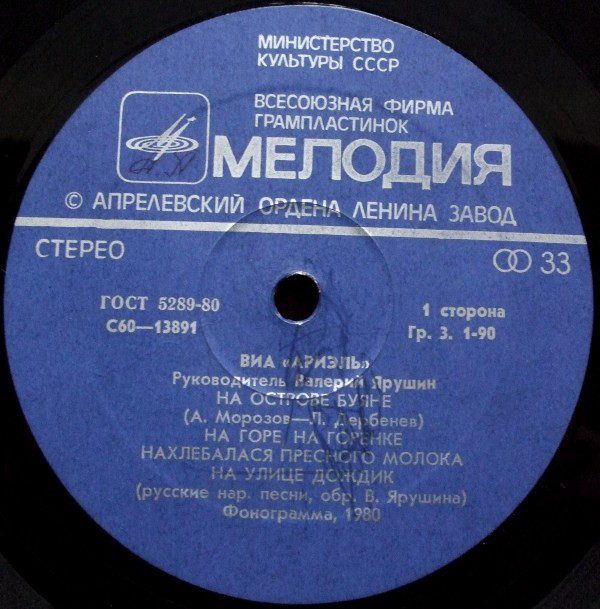 МИНИСТЕРСТВО
КУЛЬТУРЫ СССР
ВСЕСОЮЗНАЯ ФИРМА
ГРАМПЛАСТИНОК
МЕЛОДИЯ
© АПРЕЛЕВСКИЙ ОРДЕНА ЛЕНИНА ЗАВОД
СТЕРЕО
33
ГОСТ 5289-80
С60—13891
1 сторона
Гр. 3. 1-90
ВИА «АРИЭЛЬ»
Руководитель Валерий Ярушин
НА ОСТРОВЕ БУЯНЕ
(А. Морозов—Л. Дербенев)
НА ГОРЕ, НА ГОРЕНКЕ
НАХЛЕБАЛАСЯ ПРЕСНОГО МОЛОКА
НА УЛИЦЕ ДОЖДИК
(русские нар. песни, обр. В. Ярушина)
Фонограмма, 1980